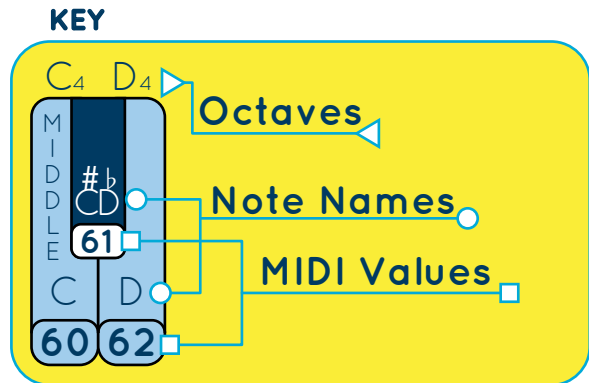 KEY
C4 D4
Octaves
MIDDLE
#♭
CD
Note Names
61
MIDI Values
C D
60 62